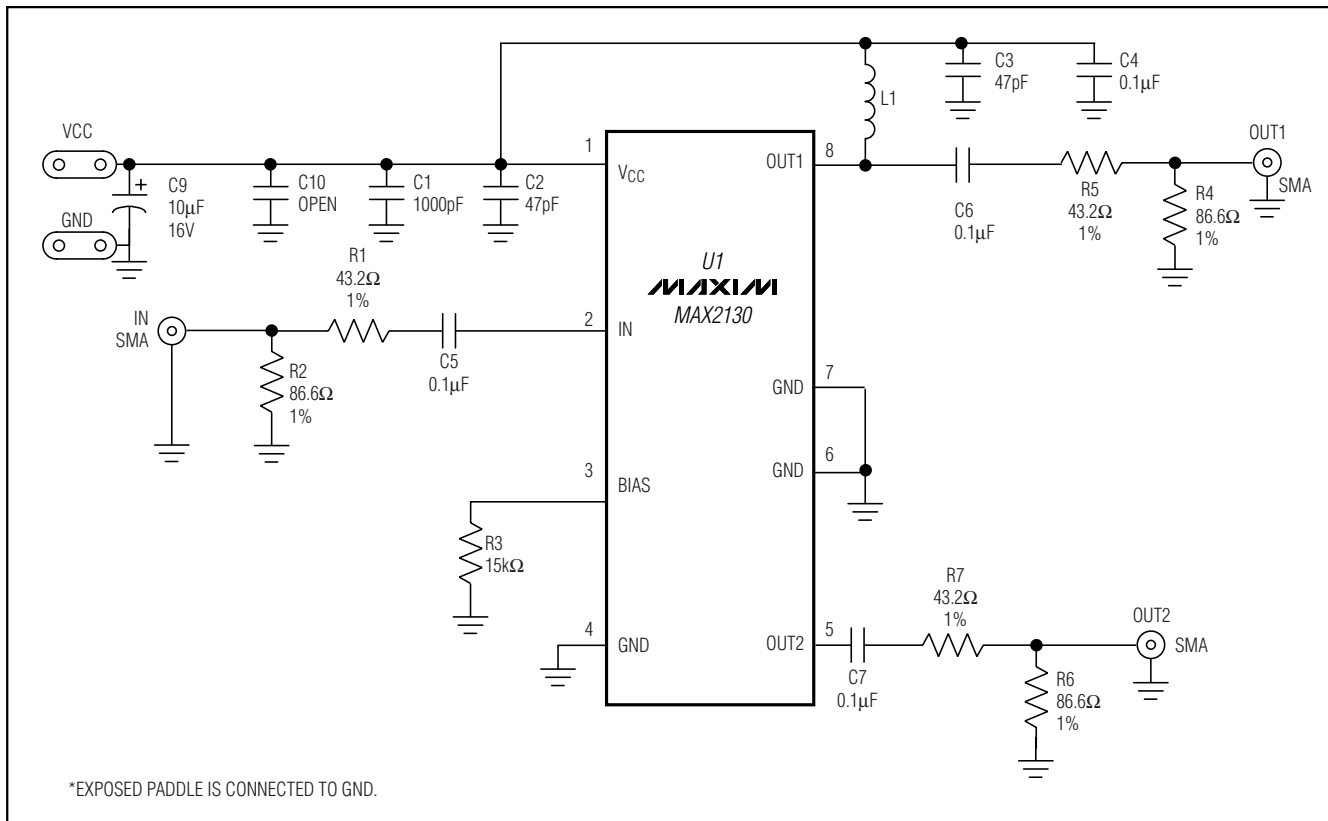 C3
47pF
C4
0.1µF
L1
VCC
C9
10µF
16V
+
GND
C10
OPEN
C1
1000pF
C2
47pF
1
VCC
OUT1
8
C6
0.1µF
R5
43.2Ω
1%
R4
86.6Ω
1%
OUT1
SMA
U1
MAXIM
MAX2130
IN
SMA
R2
86.6Ω
1%
R1
43.2Ω
1%
C5
0.1µF
2
IN
7
GND
6
GND
3
BIAS
R3
15kΩ
4
GND
OUT2
5
C7
0.1µF
R7
43.2Ω
1%
R6
86.6Ω
1%
OUT2
SMA
*EXPOSED PADDLE IS CONNECTED TO GND.